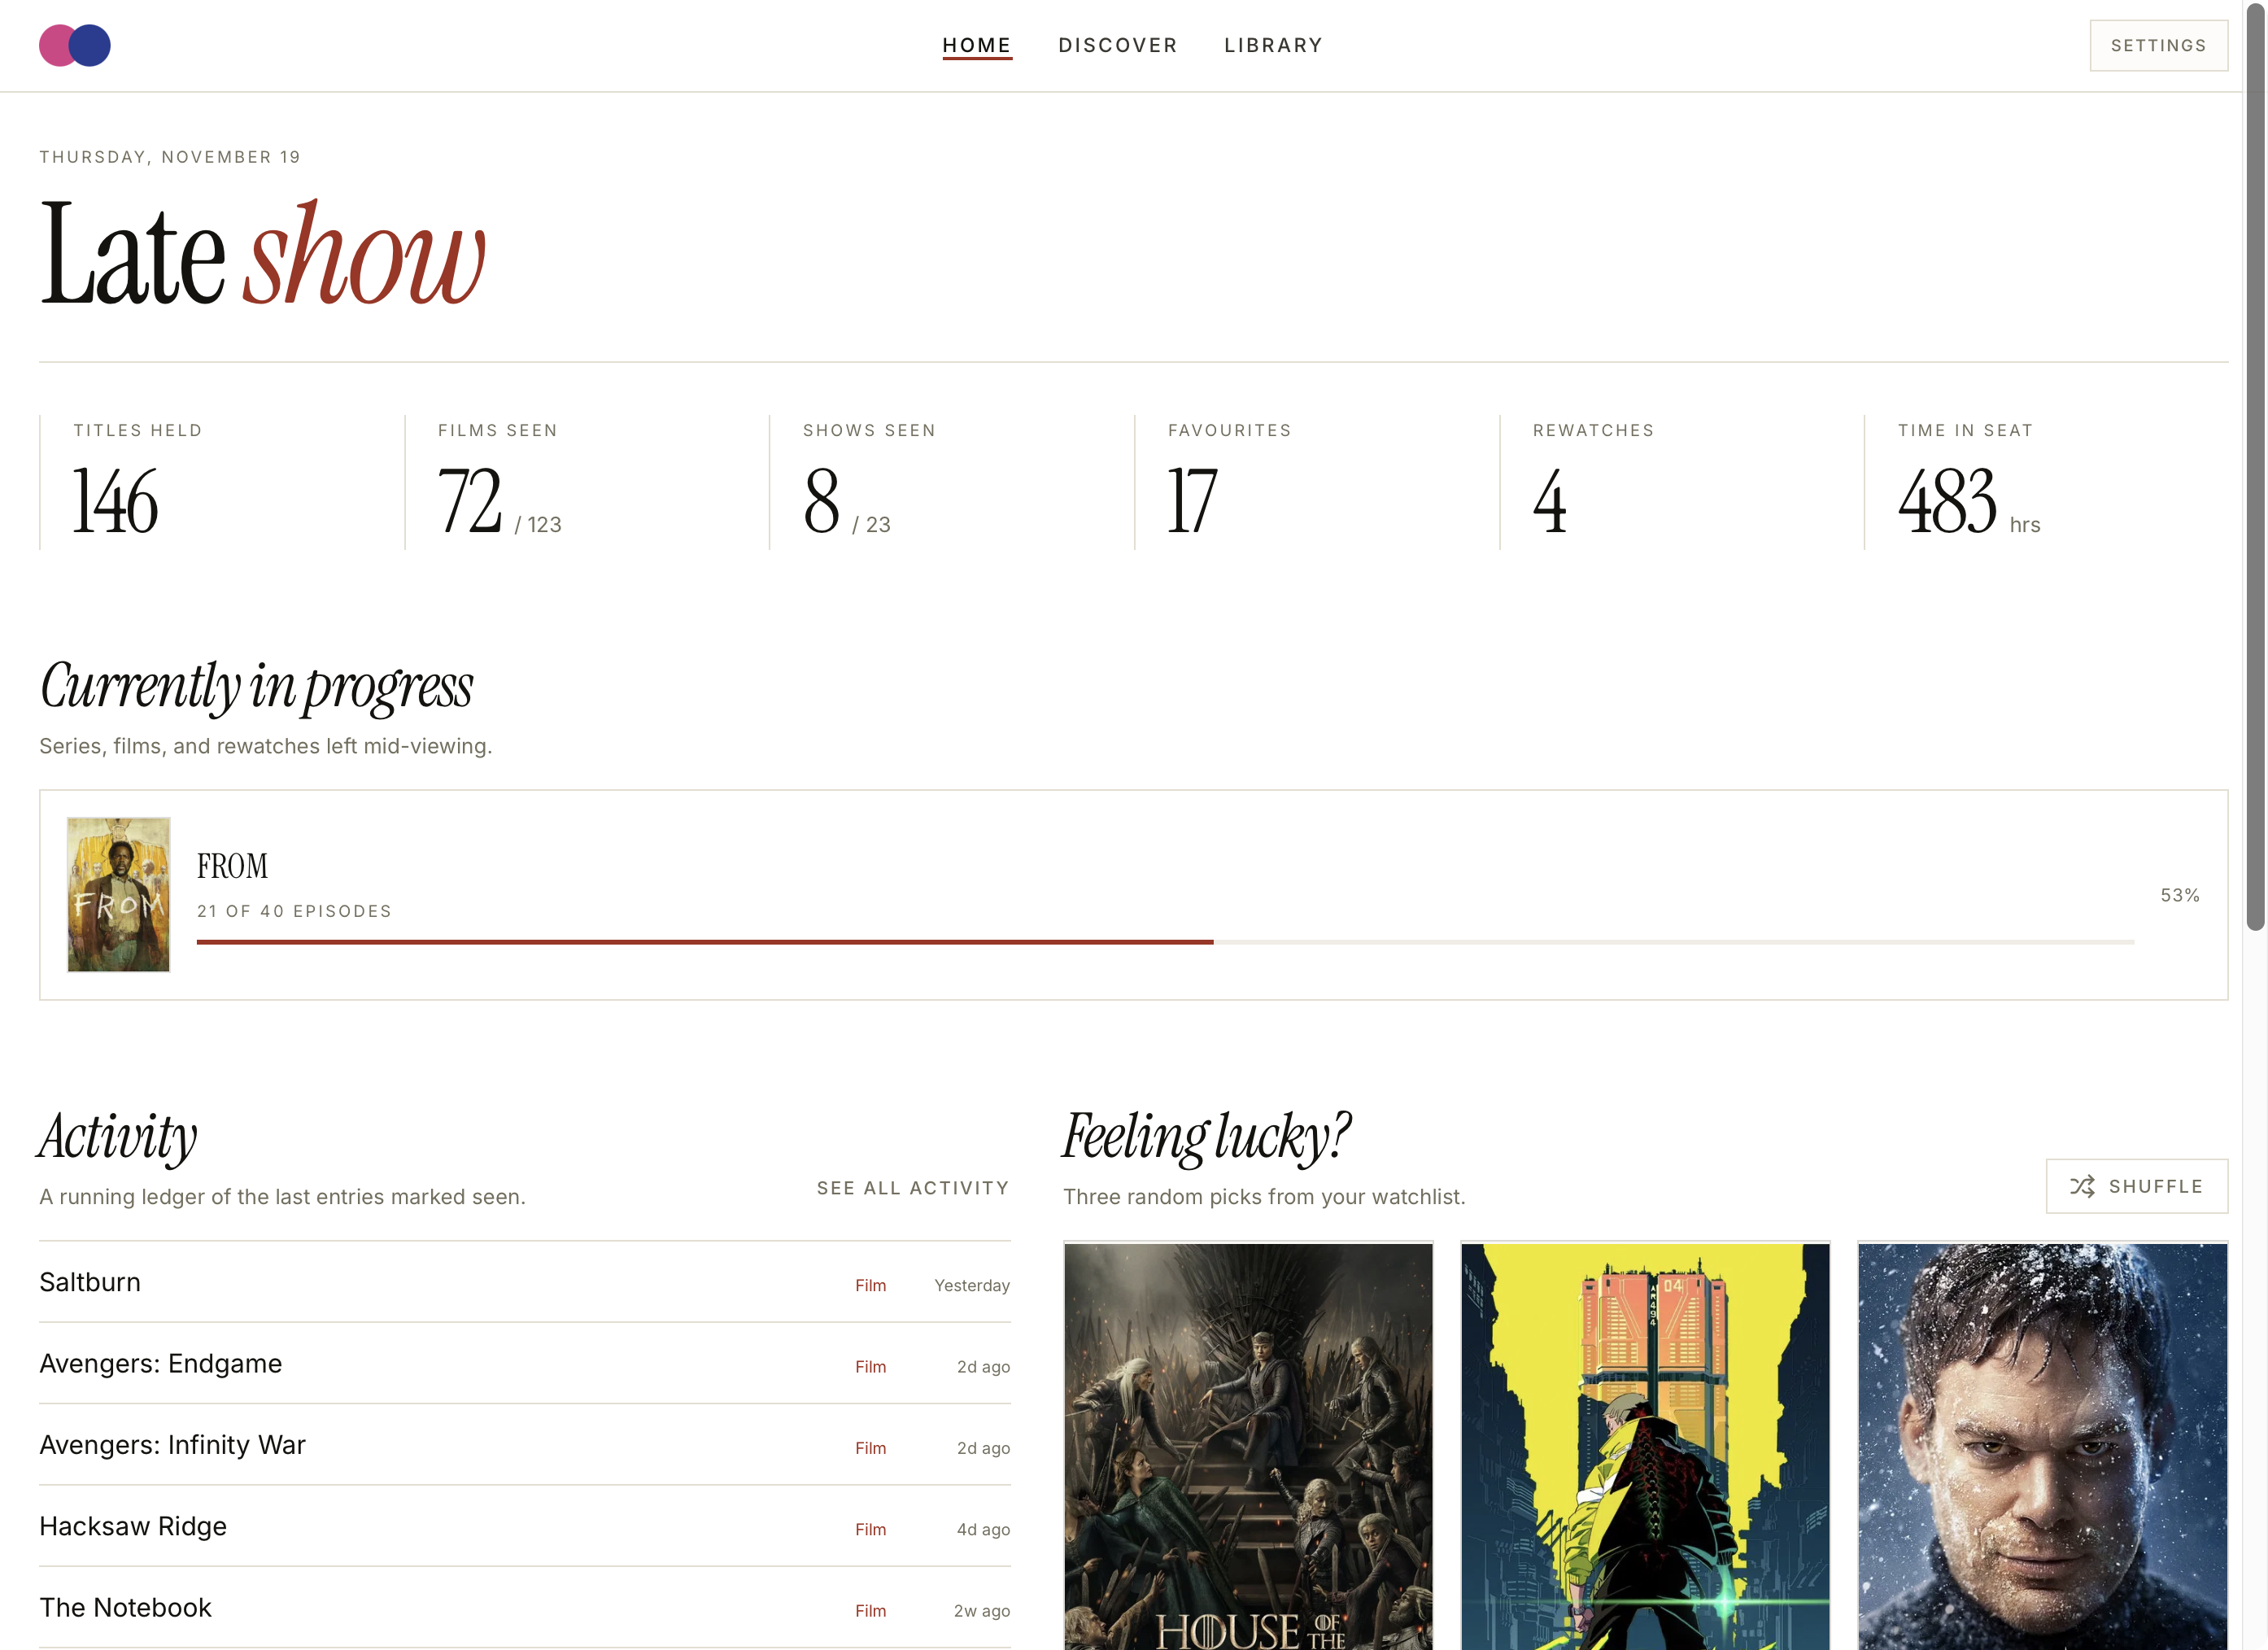 HOME DISCOVER LIBRARY SETTINGS
THURSDAY, NOVEMBER 19
Late show
TITLES HELD
146
FILMS SEEN
72 / 123
SHOWS SEEN
8 / 23
FAVOURITES
17
REWATCHES
4
TIME IN SEAT
483 hrs
Currently in progress
Series, films, and rewatches left mid-viewing.
FROM
FROM
21 OF 40 EPISODES
53%
Activity
A running ledger of the last entries marked seen.
SEE ALL ACTIVITY
Saltburn Film Yesterday
Avengers: Endgame Film 2d ago
Avengers: Infinity War Film 2d ago
Hacksaw Ridge Film 4d ago
The Notebook Film 2w ago
Feeling lucky?
Three random picks from your watchlist.
SHUFFLE
HOUSE OF THE
04